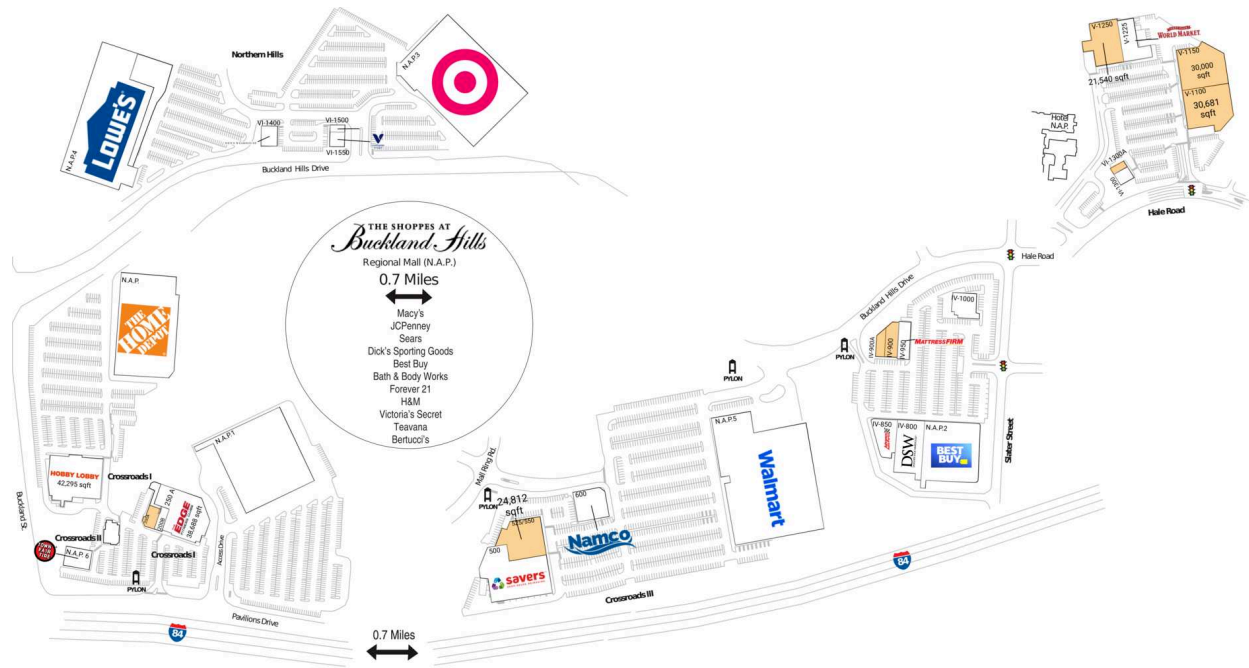 Northern Hills
N.A.P.3
N.A.P.4
LOWE'S
VI-1400
VI-1500
VI-1550
Buckland Hills Drive
V-1250
V-1225
WORLD MARKET
21,540 sqft
V-1150
30,000
sqft
V-1100
30,681
sqft
Hotel
N.A.P.
VI-1300A
VI-1300
Hale Road
Hale Road
THE SHOPPES AT
Buckland Hills
Regional Mall (N.A.P.)
0.7 Miles
Macy's
JCPenney
Sears
Dick's Sporting Goods
Best Buy
Bath & Body Works
Forever 21
H&M
Victoria's Secret
Teavana
Bertucci's
N.A.P.
THE
HOME
DEPOT
Buckland Hills Drive
IV-1000
IV-900A
IV-900
IV-950
MATTRESS FIRM
PYLON
PYLON
IV-850
IV-800
DSW
N.A.P.2
BEST
BUY
Slater Street
N.A.P.5
Walmart
N.A.P.1
HOBBY LOBBY
42,295 sqft
Crossroads I
250 A
EDGE
38,688 sqft
Crossroads II
TOWN
FAIR
TIRE
N.A.P. 6
Crossroads I
PYLON
Buckland St.
Access Drive
Pavilions Drive
84
0.7 Miles
Mall Ring Rd.
PYLON
24,812
sqft
525/550
500
savers
600
Namco
Crossroads III
84